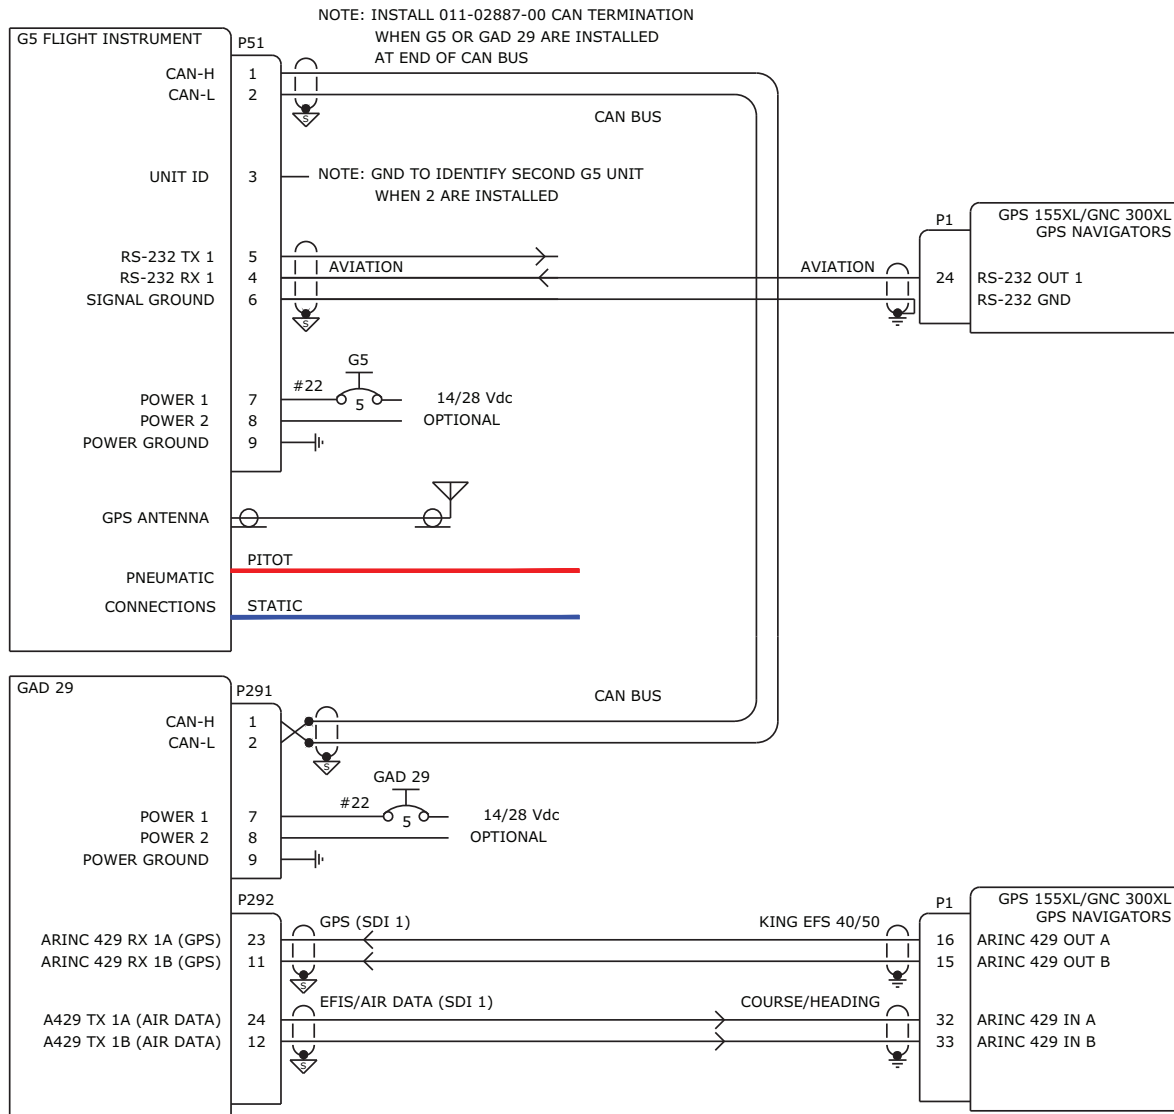 NOTE: INSTALL 011-02887-00 CAN TERMINATION
WHEN G5 OR GAD 29 ARE INSTALLED
AT END OF CAN BUS
G5 FLIGHT INSTRUMENT
P51
CAN-H 1
CAN-L 2
S
CAN BUS
UNIT ID 3 NOTE: GND TO IDENTIFY SECOND G5 UNIT
WHEN 2 ARE INSTALLED
P1 GPS 155XL/GNC 300XL
GPS NAVIGATORS
RS-232 TX 1 5
AVIATION AVIATION
RS-232 RX 1 4 24 RS-232 OUT 1
SIGNAL GROUND 6 RS-232 GND
S
G5
#22
POWER 1 7 5 14/28 Vdc
POWER 2 8 OPTIONAL
POWER GROUND 9
GPS ANTENNA
PITOT
PNEUMATIC
CONNECTIONS STATIC
GAD 29
P291
CAN BUS
CAN-H 1
CAN-L 2
S
GAD 29
#22
POWER 1 7 5 14/28 Vdc
POWER 2 8 OPTIONAL
POWER GROUND 9
P292 P1 GPS 155XL/GNC 300XL
GPS NAVIGATORS
GPS (SDI 1) KING EFS 40/50
ARINC 429 RX 1A (GPS) 23 16 ARINC 429 OUT A
ARINC 429 RX 1B (GPS) 11 15 ARINC 429 OUT B
S
EFIS/AIR DATA (SDI 1) COURSE/HEADING
A429 TX 1A (AIR DATA) 24 32 ARINC 429 IN A
A429 TX 1B (AIR DATA) 12 33 ARINC 429 IN B
S